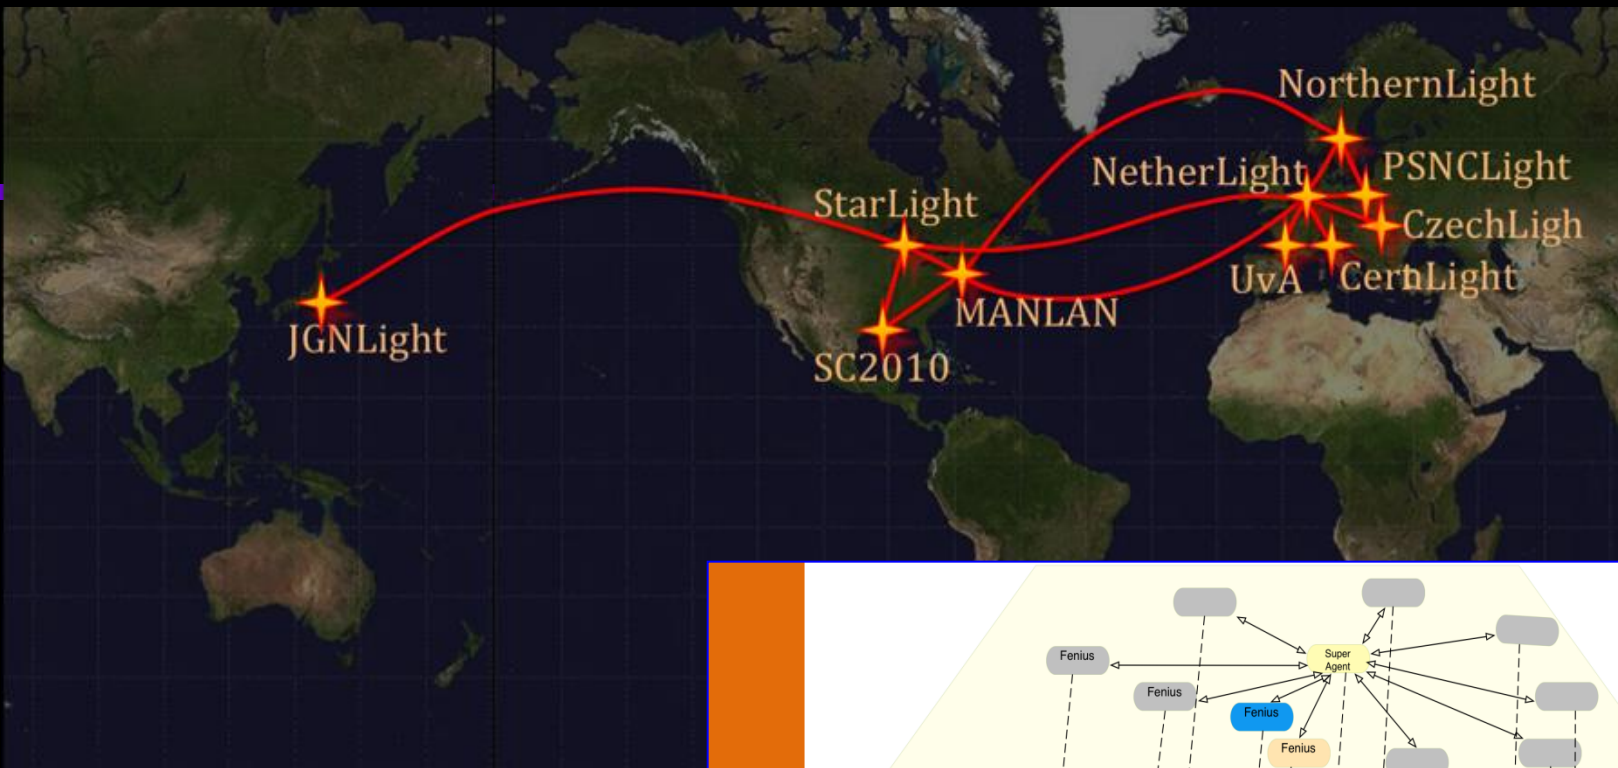 NorthernLight
NetherLight
PSNCLight
StarLight
CzechLigh
UvA
CernLight
MANLAN
JGNLight
SC2010
Super
Agent
Fenius
Fenius
Fenius
Fenius